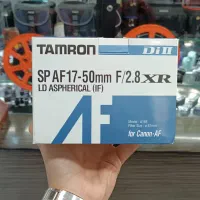 TAMRON Di II
SP AF17-50mm F/2.8 XR
LD ASPHERICAL (IF)
AF
for Canon-AF